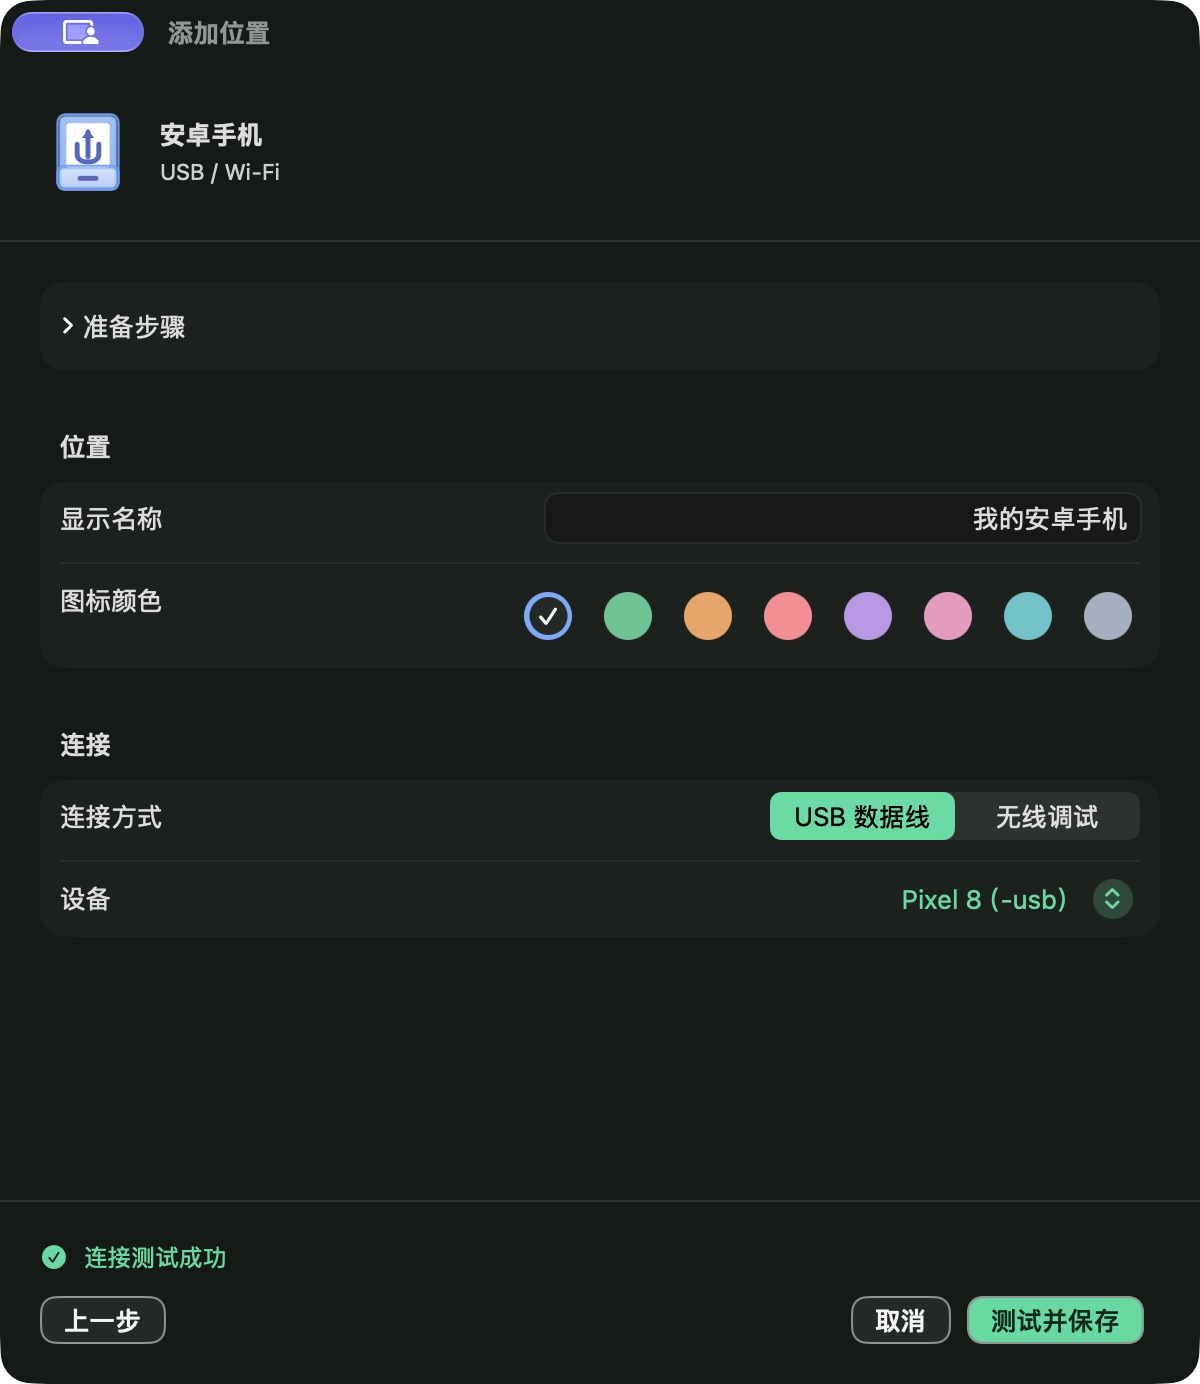 添加位置
安卓手机
USB / Wi-Fi
准备步骤
位置
显示名称
我的安卓手机
图标颜色
连接
连接方式
USB 数据线
无线调试
设备
Pixel 8 (-usb)
连接测试成功
上一步
取消
测试并保存